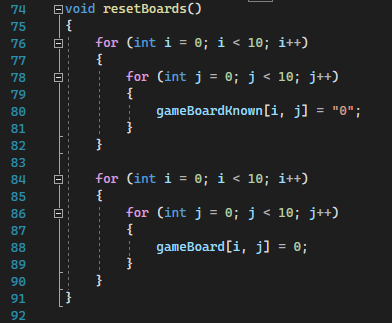 74 void resetBoards()
75 {
76 for (int i = 0; i < 10; i++)
77 {
78 for (int j = 0; j < 10; j++)
79 {
80 gameBoardKnown[i, j] = "0";
81 }
82 }
83
84 for (int i = 0; i < 10; i++)
85 {
86 for (int j = 0; j < 10; j++)
87 {
88 gameBoard[i, j] = 0;
89 }
90 }
91 }
92